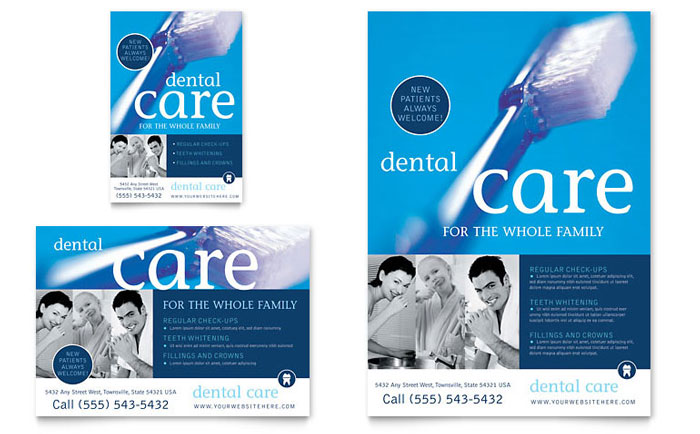 NEW
PATIENTS
ALWAYS
WELCOME!
dental
care
FOR THE WHOLE FAMILY
• REGULAR CHECK-UPS
• TEETH WHITENING
• FILLINGS AND CROWNS
5432 Any Street West
Townsville, State 54321 USA
(555) 543-5432
dental care
WWW.YOURWEBSITEHERE.COM
dental
care
FOR THE WHOLE FAMILY
REGULAR CHECK-UPS
TEETH WHITENING
FILLINGS AND CROWNS
NEW
PATIENTS
ALWAYS
WELCOME!
5432 Any Street West, Townsville, State 54321 USA
Call (555) 543-5432
dental care
WWW.YOURWEBSITEHERE.COM
NEW
PATIENTS
ALWAYS
WELCOME!
dental
care
FOR THE WHOLE FAMILY
REGULAR CHECK-UPS
TEETH WHITENING
FILLINGS AND CROWNS
5432 Any Street West, Townsville, State 54321 USA
Call (555) 543-5432
dental care
WWW.YOURWEBSITEHERE.COM